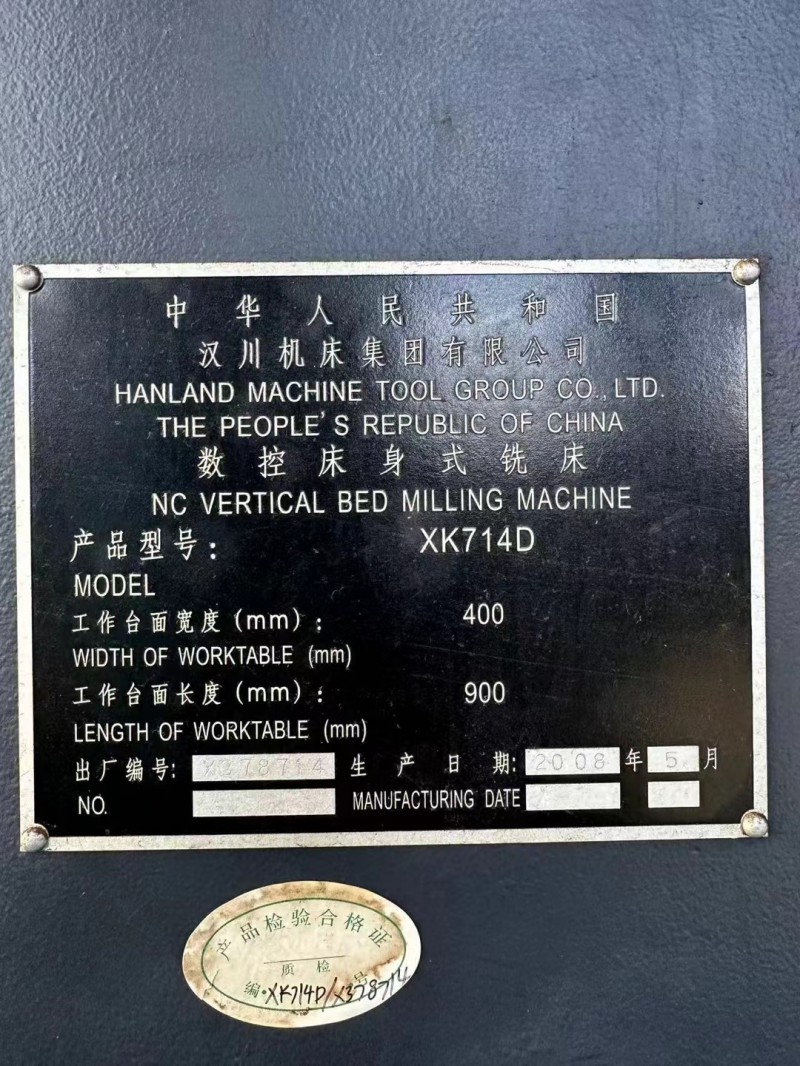 中华人民共和国
汉川机床集团有限公司
HANLAND MACHINE TOOL GROUP CO., LTD.
THE PEOPLE'S REPUBLIC OF CHINA
数控床身式铣床
NC VERTICAL BED MILLING MACHINE
产品型号: XK714D
MODEL
工作台面宽度(mm): 400
WIDTH OF WORKTABLE (mm)
工作台面长度(mm): 900
LENGTH OF WORKTABLE (mm)
出厂编号: X378714 生产日期: 2008年5月
NO. MANUFACTURING DATE
产品检验合格证
质检
编 XK714D/X378714 号